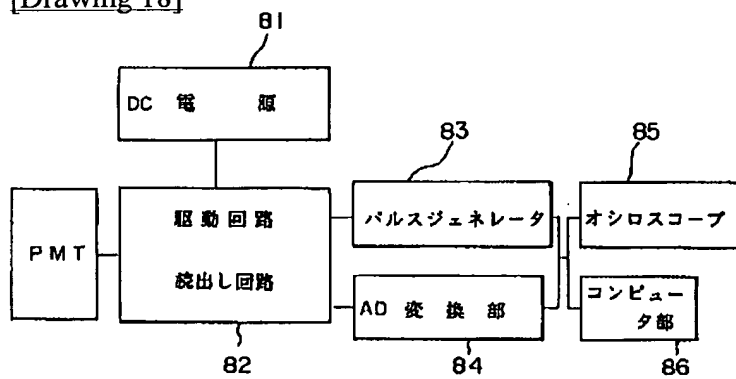 [Drawing 18]
81
DC 電源
83
85
PMT
駆動回路
読出し回路
パルスジェネレータ
オシロスコープ
AD 変換部
コンピュー
タ部
82
84
86